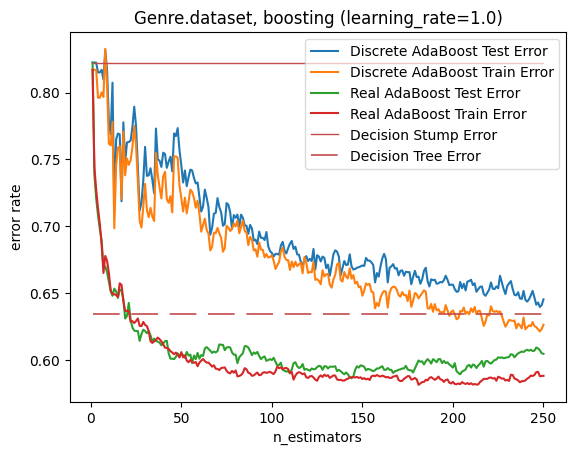 Genre.dataset, boosting (learning_rate=1.0)
Discrete AdaBoost Test Error
Discrete AdaBoost Train Error
Real AdaBoost Test Error
Real AdaBoost Train Error
Decision Stump Error
Decision Tree Error
error rate
0.80
0.75
0.70
0.65
0.60
0
50
100
150
200
250
n_estimators